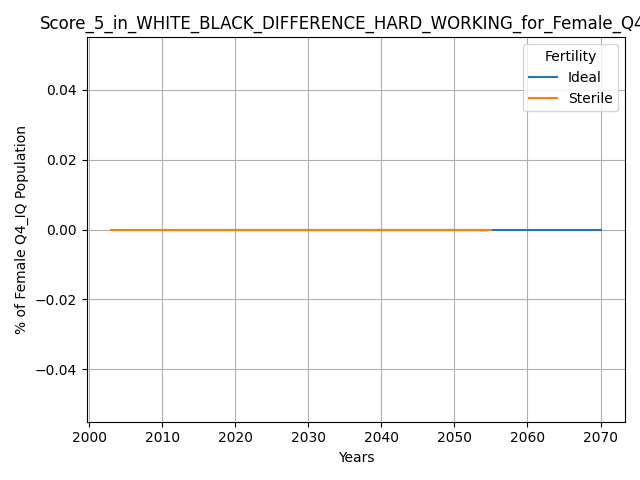 Score_5_in_WHITE_BLACK_DIFFERENCE_HARD_WORKING_for_Female_Q4
Fertility
Ideal
Sterile
0.04
0.02
0.00
−0.02
−0.04
% of Female Q4_IQ Population
2000 2010 2020 2030 2040 2050 2060 2070
Years